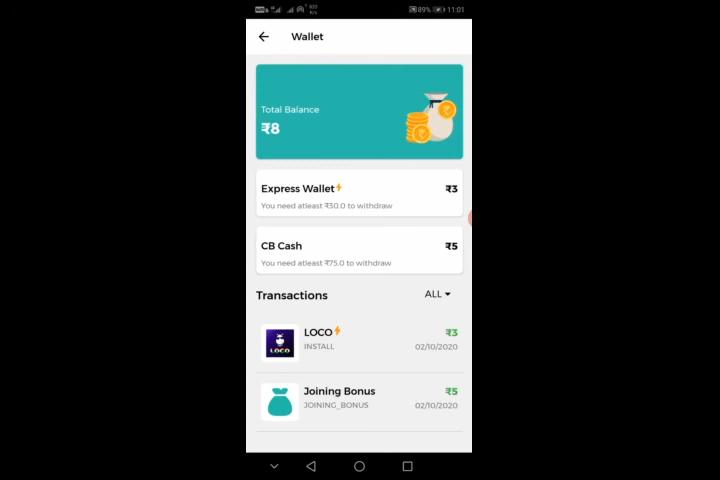 89% 11:01
Wallet
Total Balance
₹8
Express Wallet ₹3
You need atleast ₹30.0 to withdraw
CB Cash ₹5
You need atleast ₹75.0 to withdraw
Transactions ALL
LOCO ₹3
LOCO
INSTALL 02/10/2020
Joining Bonus ₹5
JOINING_BONUS 02/10/2020